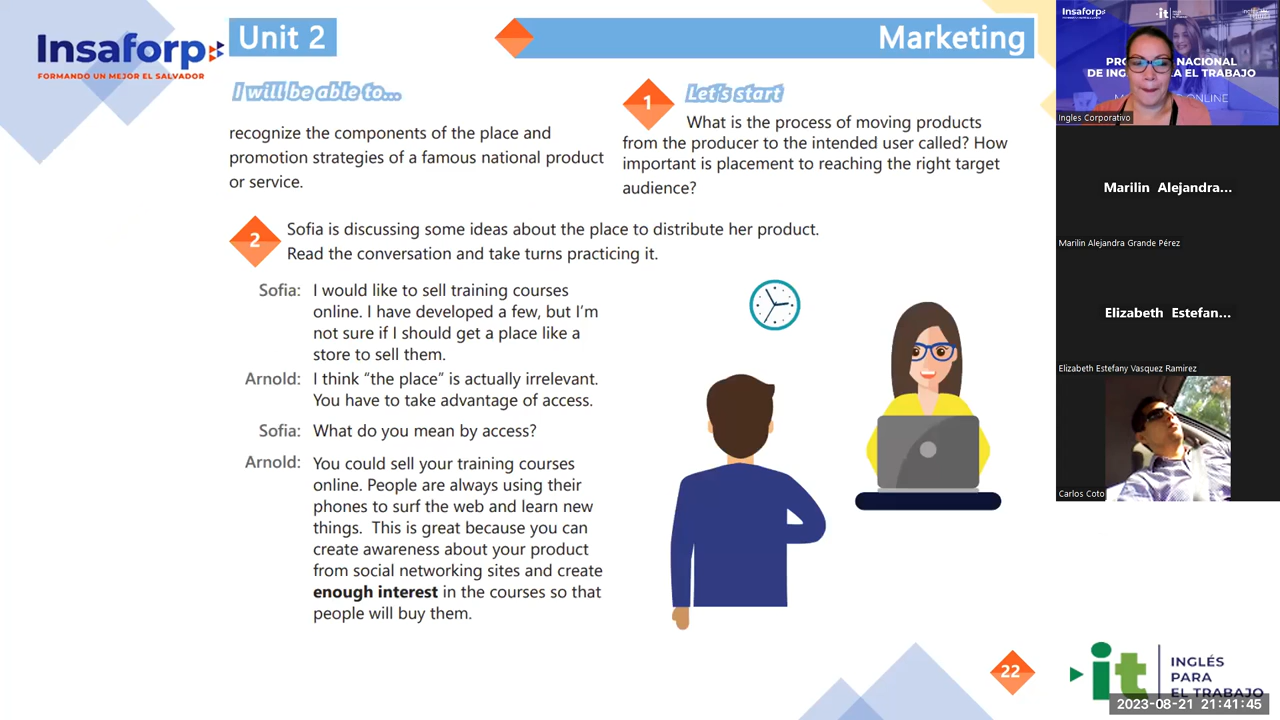 Insaforp
FORMANDO UN MEJOR EL SALVADOR
Unit 2
Marketing
I will be able to...
recognize the components of the place and
promotion strategies of a famous national product
or service.
1
Let's start
What is the process of moving products
from the producer to the intended user called? How
important is placement to reaching the right target
audience?
2
Sofia is discussing some ideas about the place to distribute her product.
Read the conversation and take turns practicing it.
Sofia: I would like to sell training courses
online. I have developed a few, but I'm
not sure if I should get a place like a
store to sell them.
Arnold: I think "the place" is actually irrelevant.
You have to take advantage of access.
Sofia: What do you mean by access?
Arnold: You could sell your training courses
online. People are always using their
phones to surf the web and learn new
things. This is great because you can
create awareness about your product
from social networking sites and create
enough interest in the courses so that
people will buy them.
22
it
INGLÉS
PARA
EL TRABAJO
2023-08-21 21:41:45
Insaforp
it
NACIONAL
DE IN
RA EL TRABAJO
ONLINE
Ingles Corporativo
Marilin Alejandra...
Marilin Alejandra Grande Pérez
Elizabeth Estefan...
Elizabeth Estefany Vasquez Ramirez
Carlos Coto